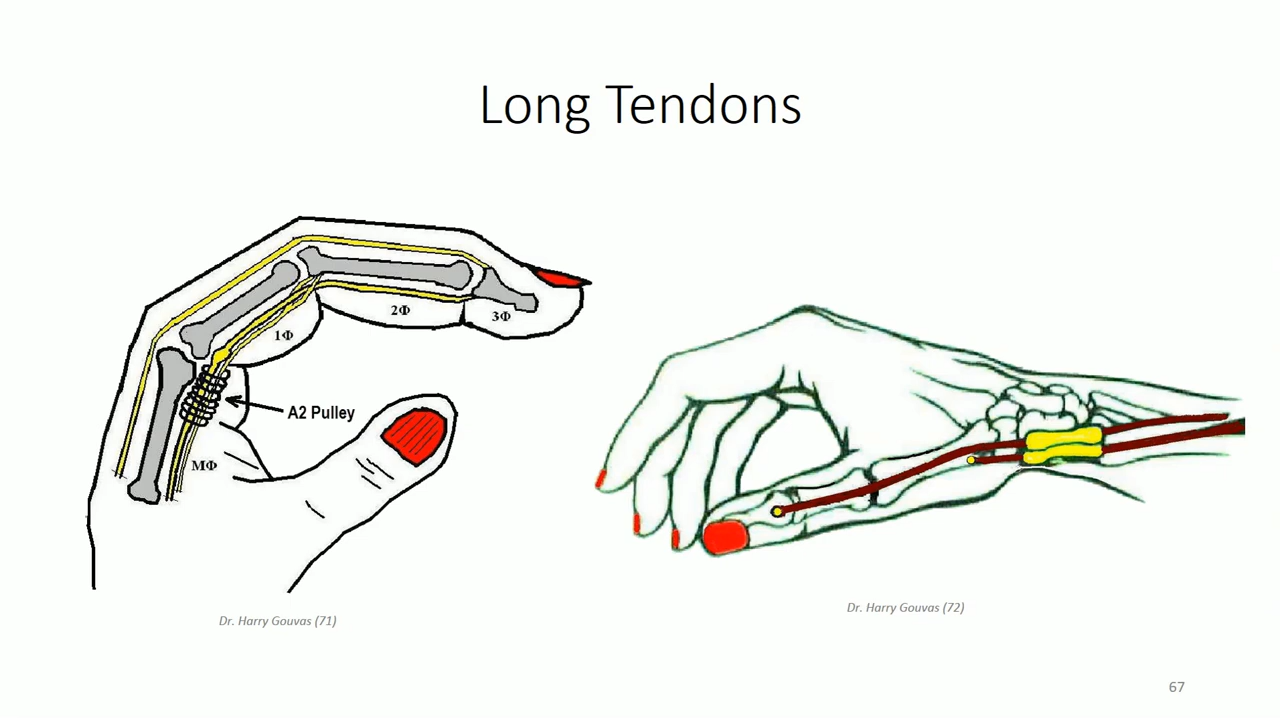 Long Tendons
1Φ
2Φ
3Φ
A2 Pulley
ΜΦ
Dr. Harry Gouvas (71)
Dr. Harry Gouvas (72)
67